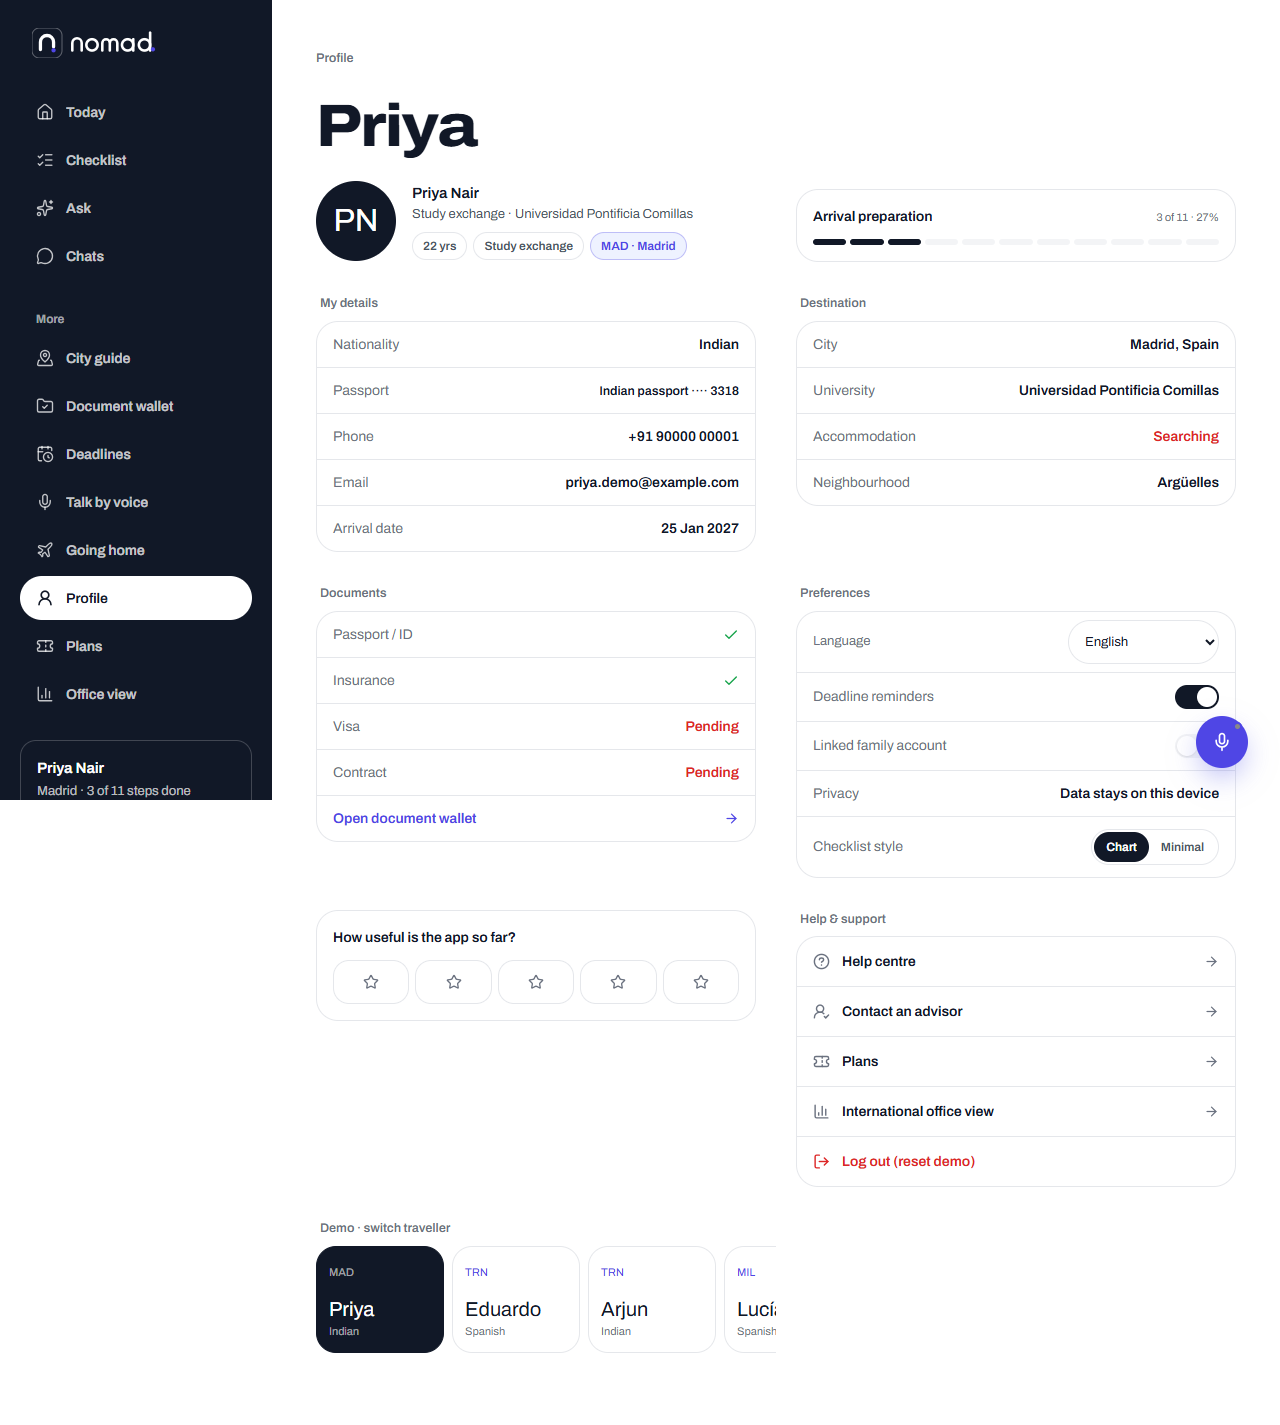 nomad.
Today
Checklist
Ask
Chats
More
City guide
Document wallet
Deadlines
Talk by voice
Going home
Profile
Plans
Office view
Priya Nair
Madrid · 3 of 11 steps done
Profile
Priya
PN
Priya Nair
Study exchange · Universidad Pontificia Comillas
22 yrs
Study exchange
MAD · Madrid
Arrival preparation
3 of 11 · 27%
My details
Nationality
Indian
Passport
Indian passport ···· 3318
Phone
+91 90000 00001
Email
priya.demo@example.com
Arrival date
25 Jan 2027
Destination
City
Madrid, Spain
University
Universidad Pontificia Comillas
Accommodation
Searching
Neighbourhood
Argüelles
Documents
Passport / ID
Insurance
Visa
Pending
Contract
Pending
Open document wallet
Preferences
Language
English
Deadline reminders
Linked family account
Privacy
Data stays on this device
Checklist style
Chart
Minimal
How useful is the app so far?
Help & support
Help centre
Contact an advisor
Plans
International office view
Log out (reset demo)
Demo · switch traveller
MAD
Priya
Indian
TRN
Eduardo
Spanish
TRN
Arjun
Indian
MIL
Lucía
Spanish